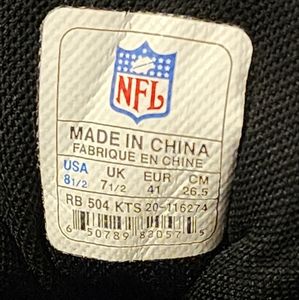 NFL
MADE IN CHINA
FABRIQUE EN CHINE
USA UK EUR CM
8 1/2 7 1/2 41 26.5
RB 504 KTS 20-116274
6 50789 83057 5